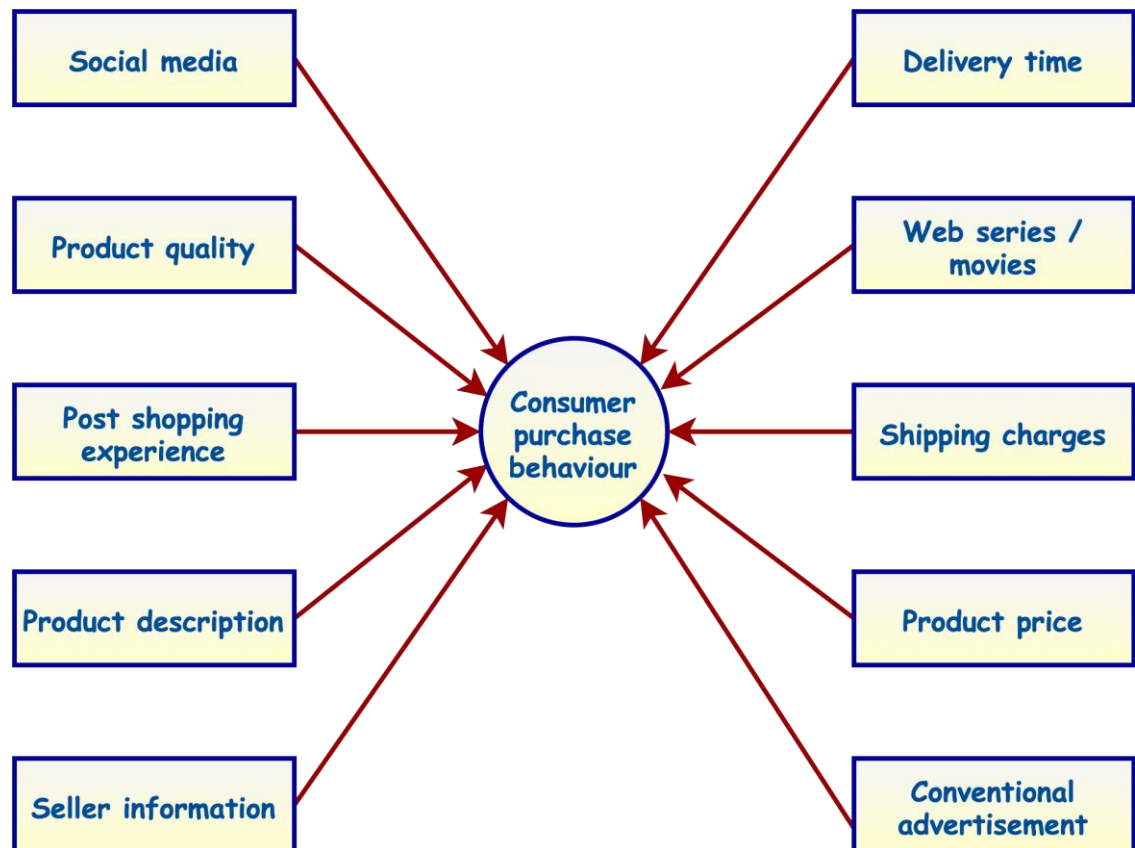 Social media
Delivery time
Product quality
Web series /
movies
Post shopping
experience
Consumer
purchase
behaviour
Shipping charges
Product description
Product price
Seller information
Conventional
advertisement